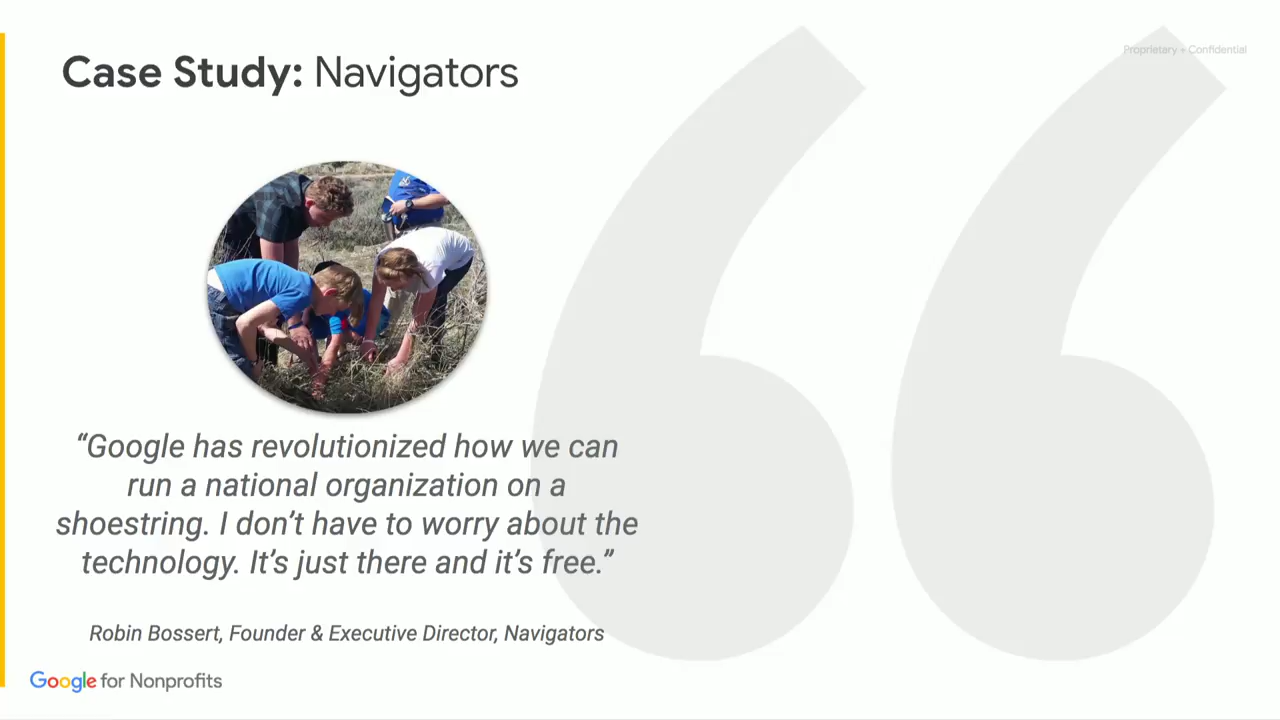 Proprietary + Confidential
Case Study: Navigators
“Google has revolutionized how we can
run a national organization on a
shoestring. I don’t have to worry about the
technology. It’s just there and it’s free.”
Robin Bossert, Founder & Executive Director, Navigators
Google for Nonprofits